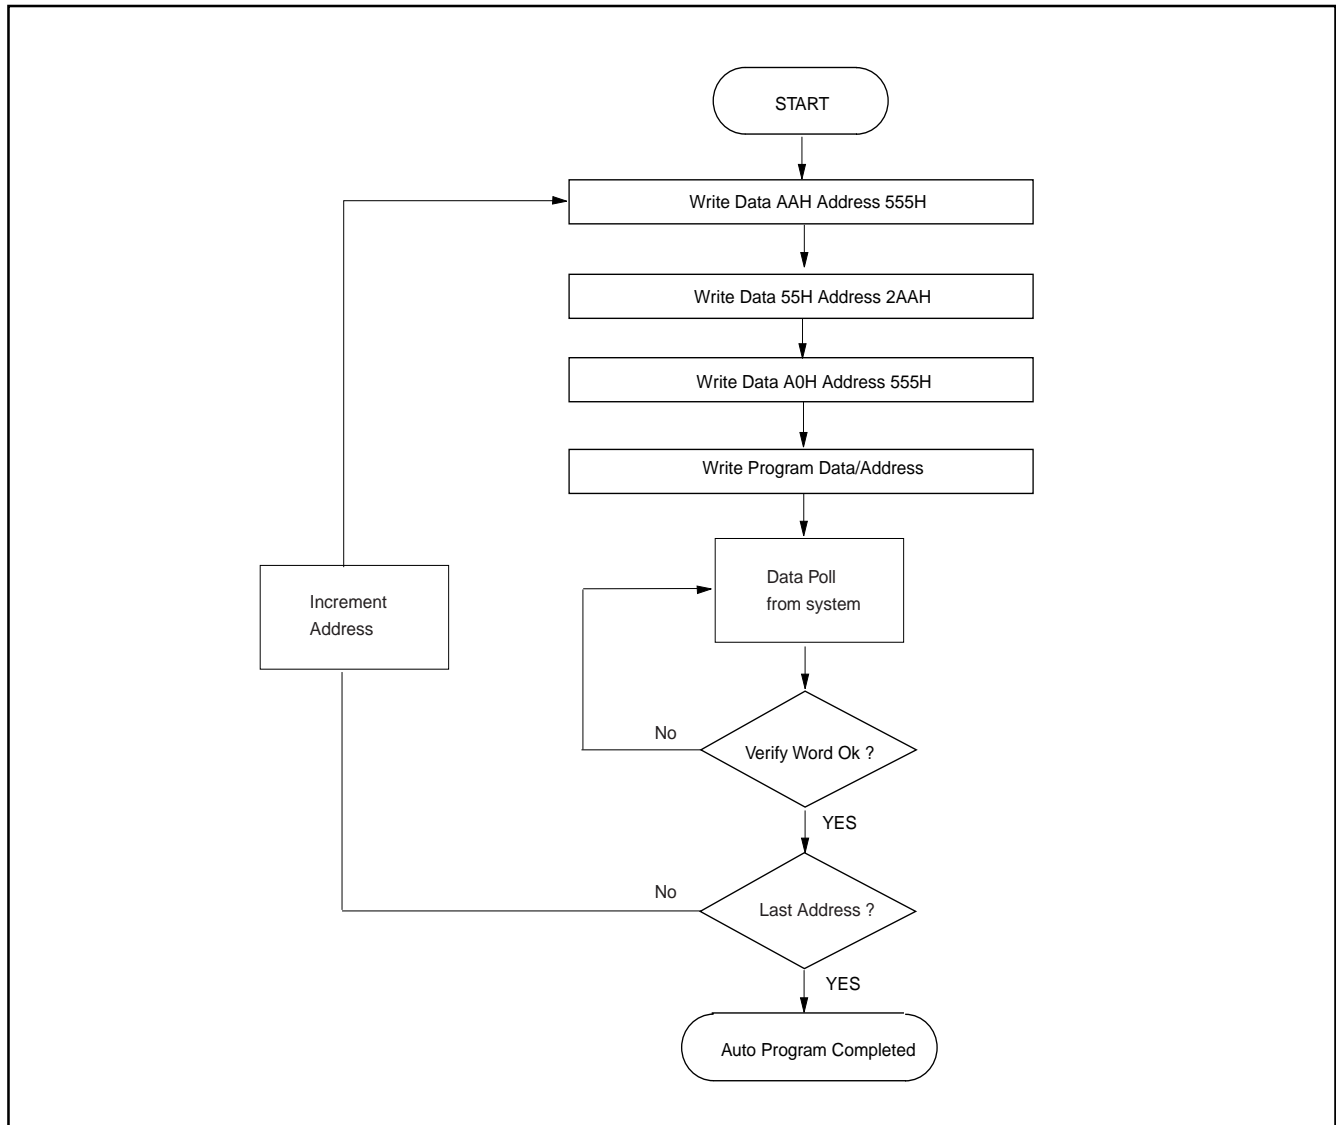 START
Write Data AAH Address 555H
Write Data 55H Address 2AAH
Write Data A0H Address 555H
Write Program Data/Address
Data Poll
from system
Increment
Address
No
Verify Word Ok ?
YES
No
Last Address ?
YES
Auto Program Completed